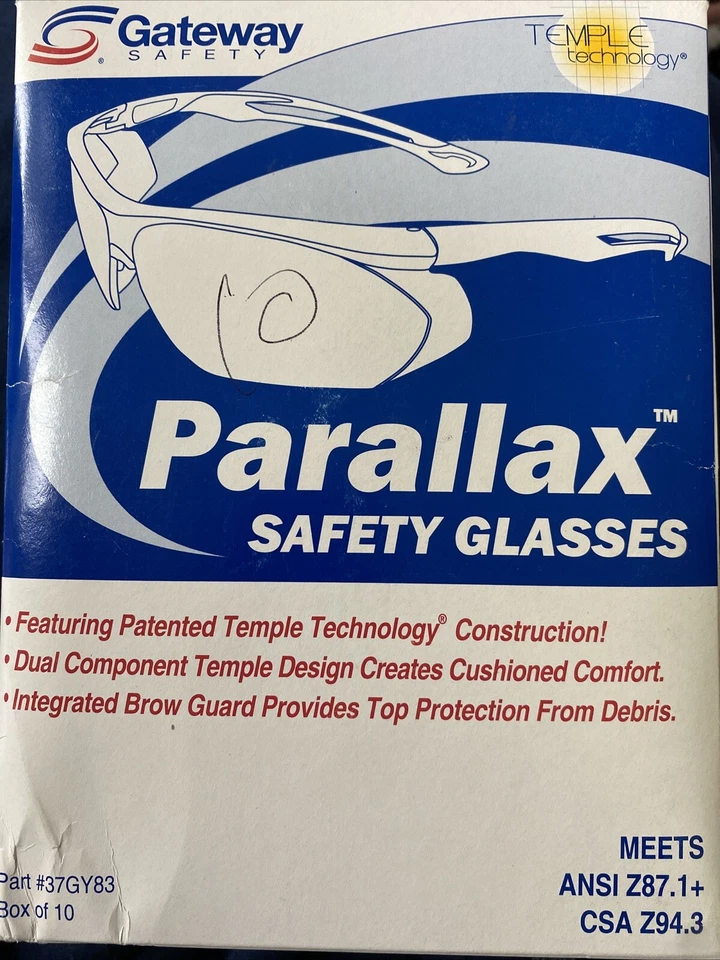 Gateway
SAFETY®
TEMPLE
technology®
10
Parallax™
SAFETY GLASSES
• Featuring Patented Temple Technology® Construction!
• Dual Component Temple Design Creates Cushioned Comfort.
• Integrated Brow Guard Provides Top Protection From Debris.
MEETS
ANSI Z87.1+
CSA Z94.3
Part #37GY83
Box of 10